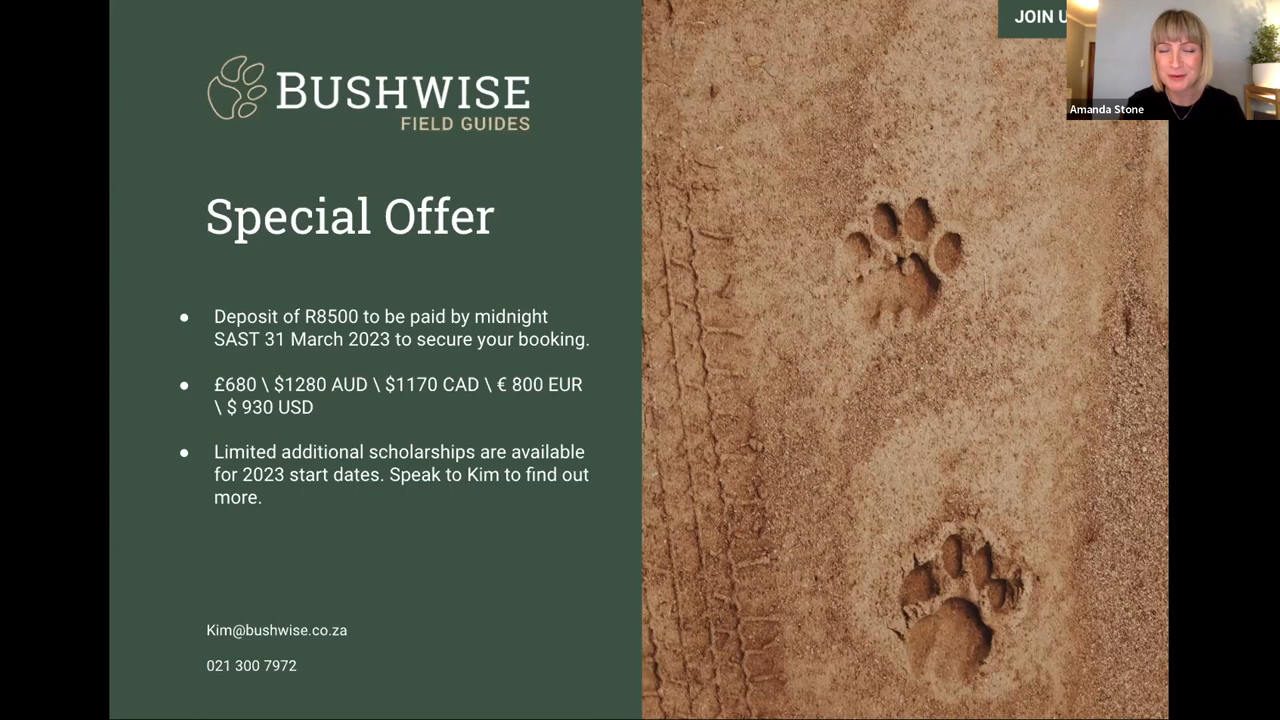 JOIN U
Amanda Stone
BUSHWISE
FIELD GUIDES
Special Offer
● Deposit of R8500 to be paid by midnight
SAST 31 March 2023 to secure your booking.
● £680 \ $1280 AUD \ $1170 CAD \ € 800 EUR
\ $ 930 USD
● Limited additional scholarships are available
for 2023 start dates. Speak to Kim to find out
more.
Kim@bushwise.co.za
021 300 7972